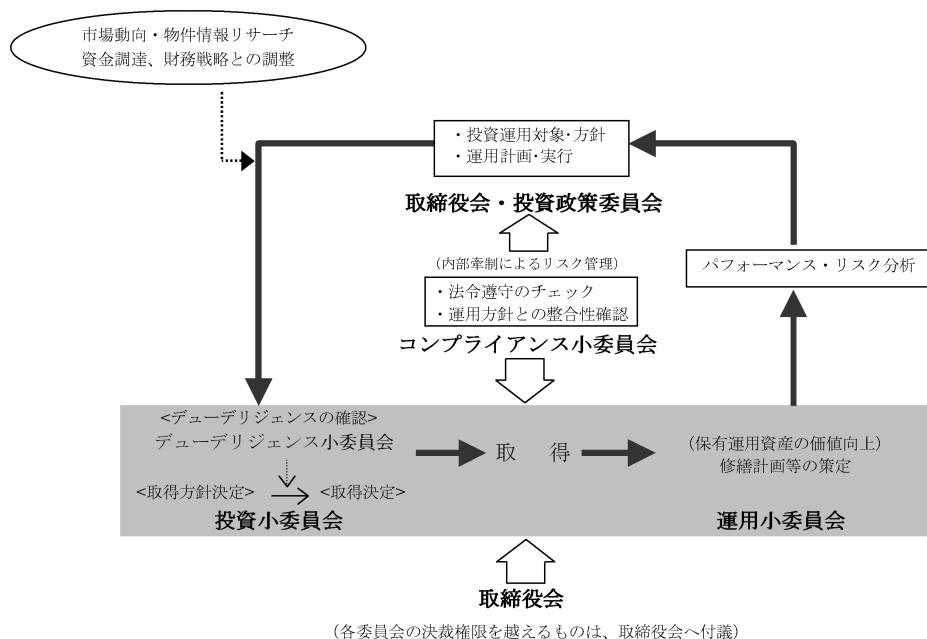 市場動向・物件情報リサーチ
資金調達、財務戦略との調整
・投資運用対象・方針
・運用計画・実行
取締役会・投資政策委員会
(内部牽制によるリスク管理)
・法令遵守のチェック
・運用方針との整合性確認
コンプライアンス小委員会
パフォーマンス・リスク分析
<デューデリジェンスの確認>
デューデリジェンス小委員会
<取得方針決定>
<取得決定>
投資小委員会
取 得
(保有運用資産の価値向上)
修繕計画等の策定
運用小委員会
取締役会
(各委員会の決裁権限を越えるものは、取締役会へ付議)